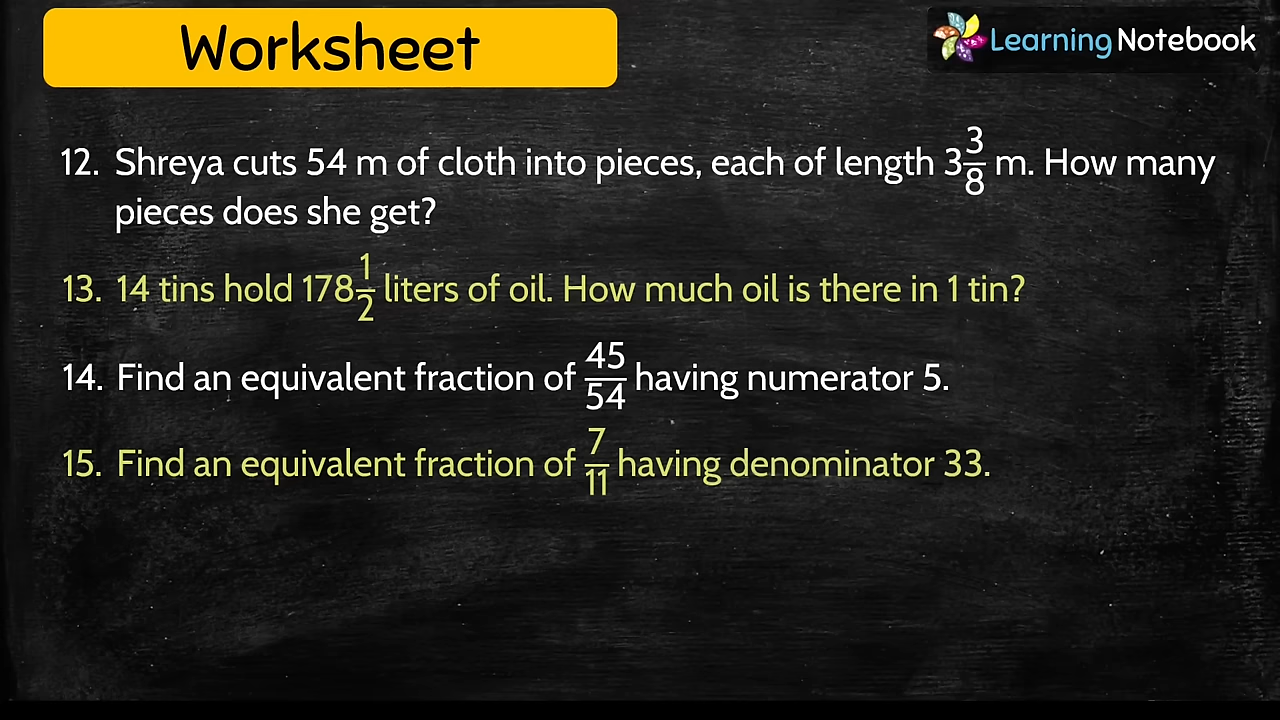 Worksheet
Learning Notebook
12. Shreya cuts 54 m of cloth into pieces, each of length 3 3/8 m. How many
pieces does she get?
13. 14 tins hold 178 1/2 liters of oil. How much oil is there in 1 tin?
14. Find an equivalent fraction of 45/54 having numerator 5.
15. Find an equivalent fraction of 7/11 having denominator 33.